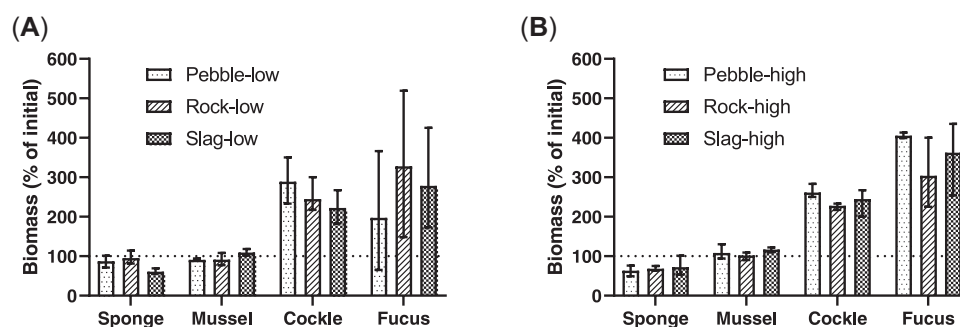 (A)
Biomass (% of initial)
600
500
400
300
200
100
0
Pebble-low
Rock-low
Slag-low
Sponge Mussel Cockle Fucus
(B)
Biomass (% of initial)
600
500
400
300
200
100
0
Pebble-high
Rock-high
Slag-high
Sponge Mussel Cockle Fucus